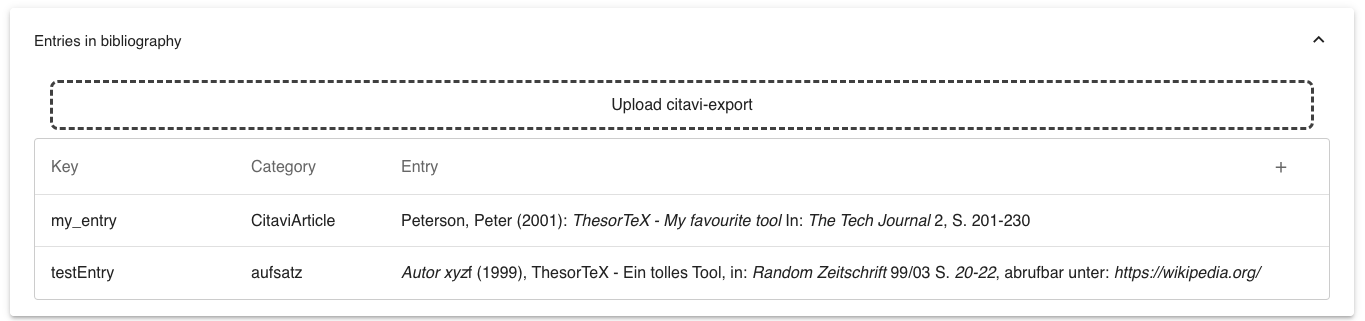 Entries in bibliography
Upload citavi-export
Key Category Entry +
my_entry CitaviArticle Peterson, Peter (2001): ThesorTeX - My favourite tool In: The Tech Journal 2, S. 201-230
testEntry aufsatz Autor xyzf (1999), ThesorTeX - Ein tolles Tool, in: Random Zeitschrift 99/03 S. 20-22, abrufbar unter: https://wikipedia.org/